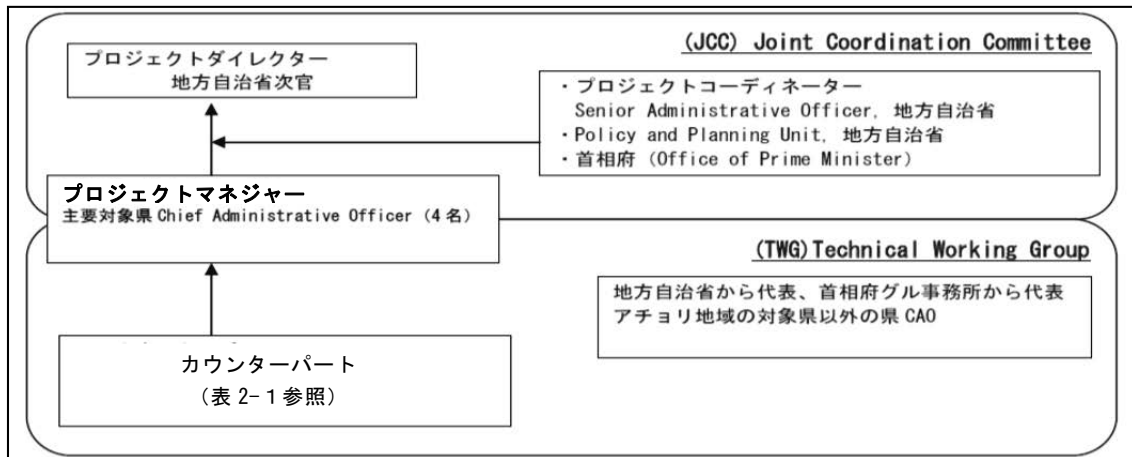 (JCC) Joint Coordination Committee
プロジェクトダイレクター
地方自治省次官
・プロジェクトコーディネーター
Senior Administrative Officer, 地方自治省
・Policy and Planning Unit, 地方自治省
・首相府 (Office of Prime Minister)
プロジェクトマネジャー
主要対象県 Chief Administrative Officer (4 名)
(TWG)Technical Working Group
地方自治省から代表、首相府グル事務所から代表
アチョリ地域の対象県以外の県 CAO
カウンターパート
(表 2-1 参照)